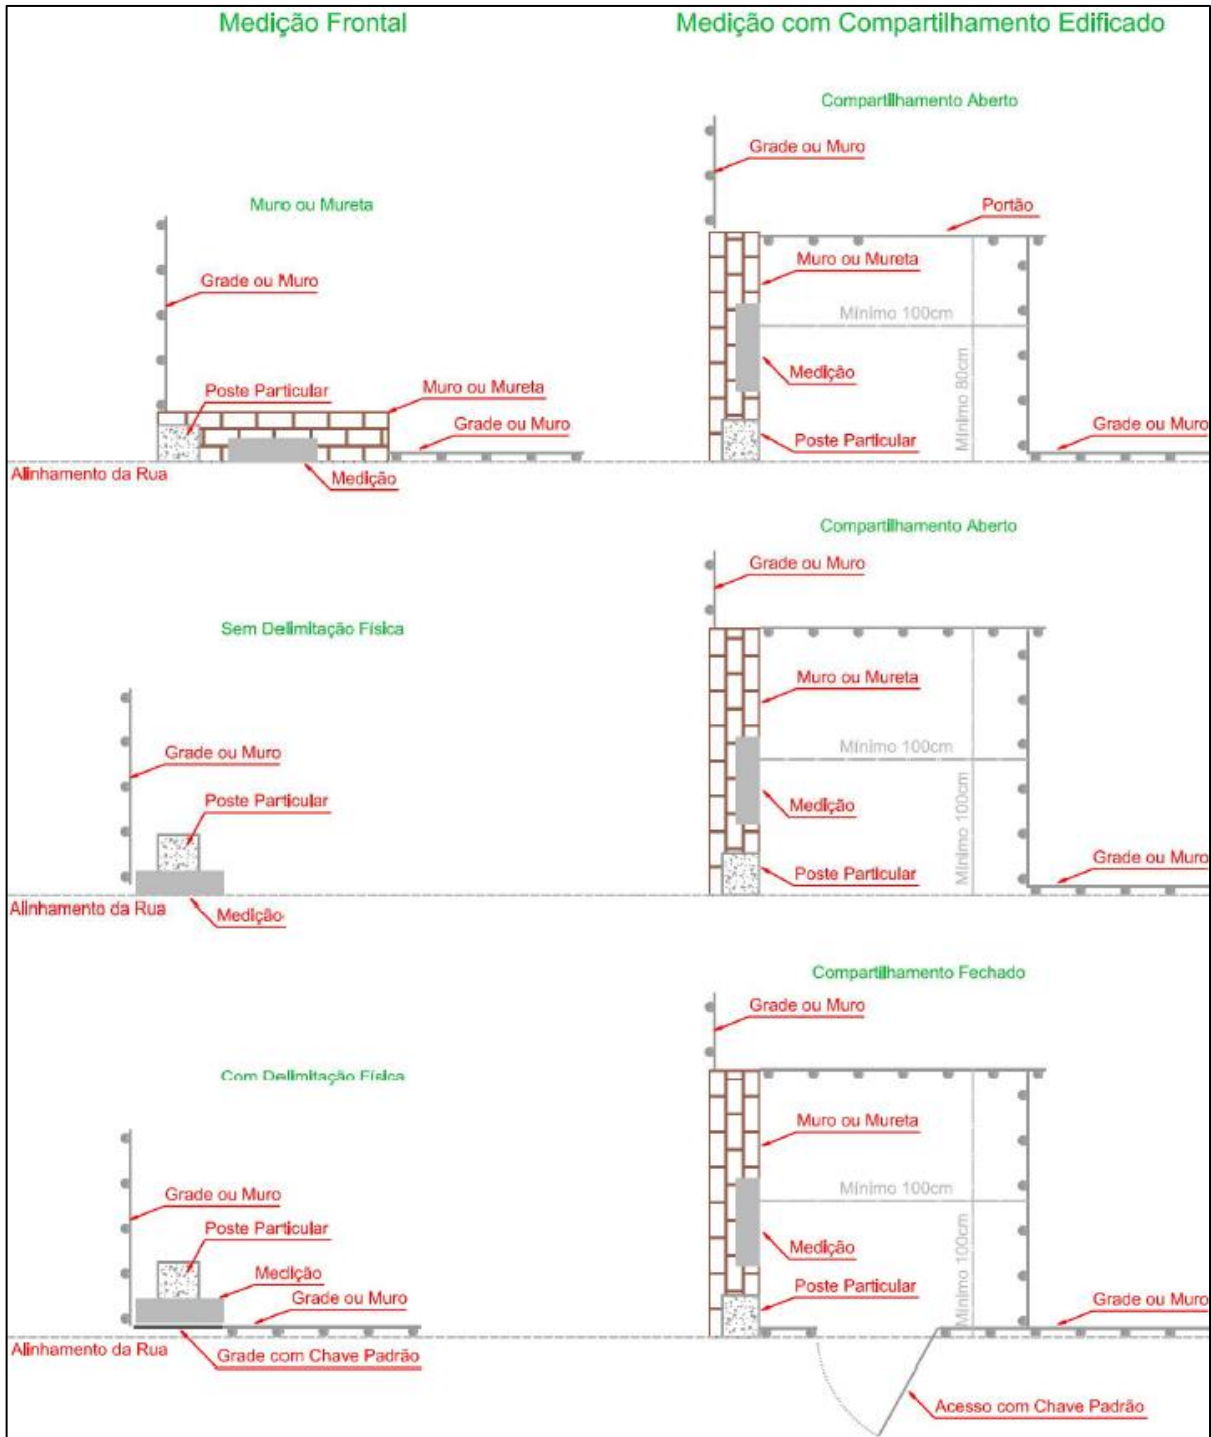 Medição Frontal
Muro ou Mureta
Grade ou Muro
Poste Particular
Muro ou Mureta
Grade ou Muro
Alinhamento da Rua
Medição
Sem Delimitação Física
Grade ou Muro
Poste Particular
Alinhamento da Rua
Medição
Com Delimitação Física
Grade ou Muro
Poste Particular
Medição
Grade ou Muro
Alinhamento da Rua
Grade com Chave Padrão
Medição com Compartilhamento Edificado
Compartilhamento Aberto
Grade ou Muro
Portão
Muro ou Mureta
Mínimo 100cm
Mínimo 80cm
Medição
Grade ou Muro
Poste Particular
Compartilhamento Aberto
Grade ou Muro
Muro ou Mureta
Mínimo 100cm
Mínimo 100cm
Medição
Grade ou Muro
Poste Particular
Compartilhamento Fechado
Grade ou Muro
Muro ou Mureta
Mínimo 100cm
Mínimo 100cm
Medição
Poste Particular
Grade ou Muro
Acesso com Chave Padrão